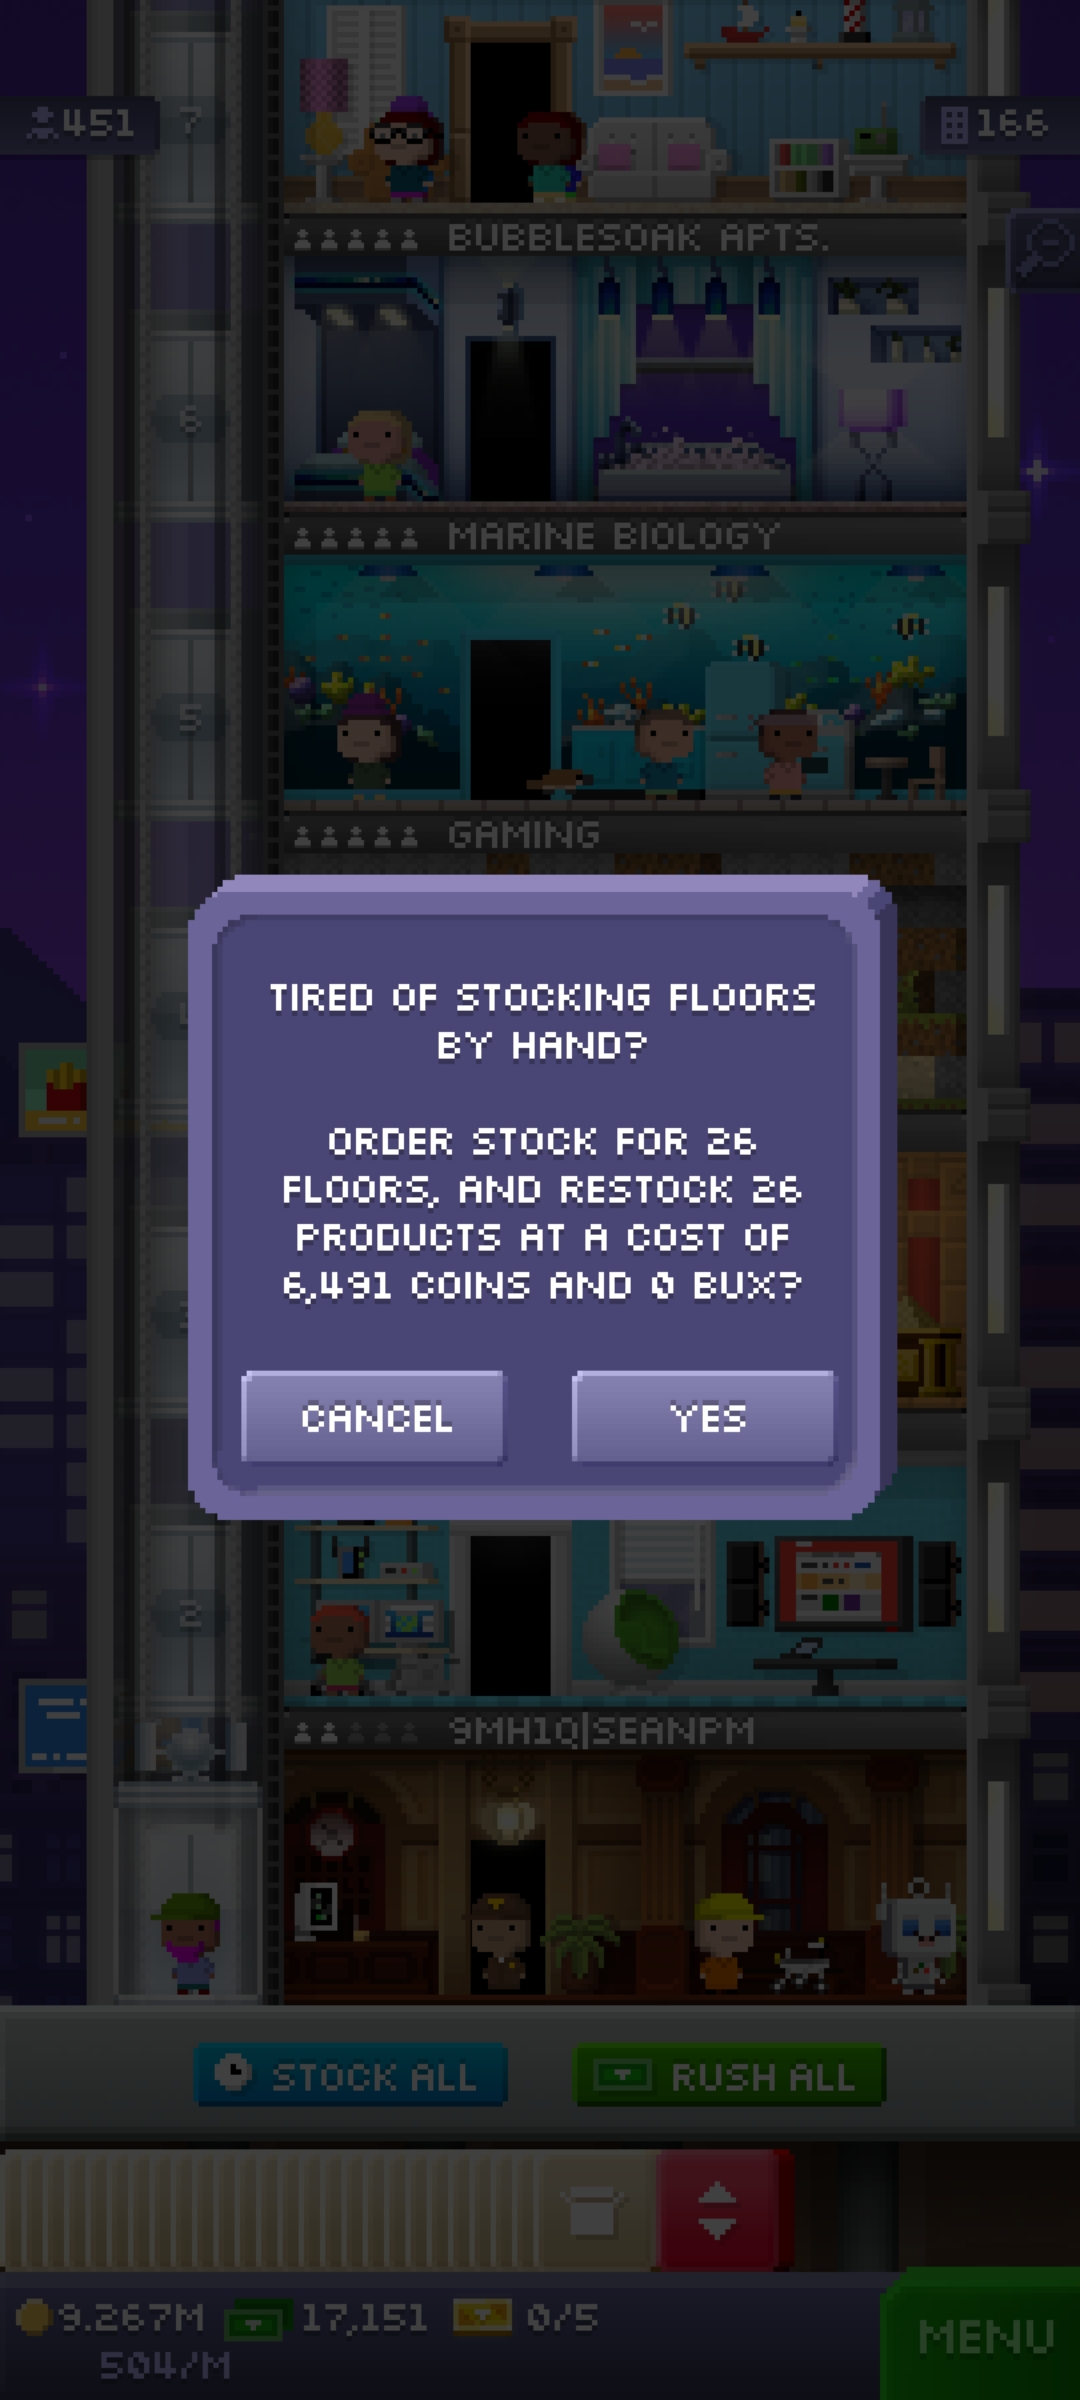 7
451
166
BUBBLESOAK APTS.
6
MARINE BIOLOGY
5
GAMING
TIRED OF STOCKING FLOORS
BY HAND?
ORDER STOCK FOR 26
FLOORS, AND RESTOCK 26
PRODUCTS AT A COST OF
6,491 COINS AND 0 BUX?
CANCEL
YES
2
9MH1Q|SEANPM
STOCK ALL
RUSH ALL
9.267M
17,151
0/5
504/M
MENU